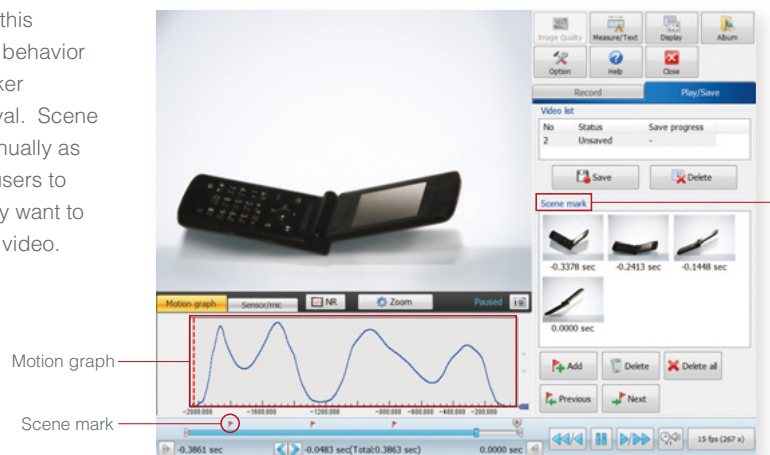 this
behavior
ker
val. Scene
nually as
users to
y want to
video.
Image Quality
Measure/Text
Display
Album
Option
Help
Close
Record
Play/Save
Video list
No Status Save progress
2 Unsaved -
Save
Delete
Scene mark
-0.3378 sec
-0.2413 sec
-0.1448 sec
0.0000 sec
Motion graph
Sensor/mic
NR
Zoom
Paused
Motion graph
-2000.000 -1600.000 -1200.000 -800.000 -600.000 -400.000 -200.000
Scene mark
-0.3861 sec
-0.0483 sec(Total:0.3863 sec)
0.0000 sec
Add
Delete
Delete all
Previous
Next
15 fps (267 x)